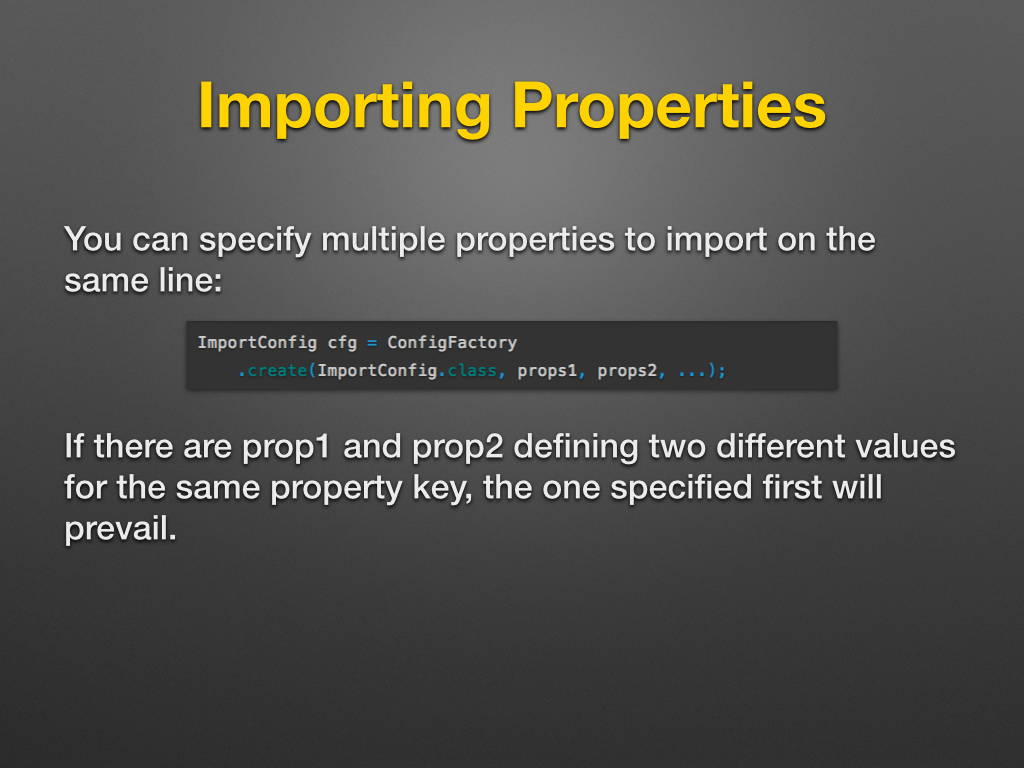 Importing Properties
You can specify multiple properties to import on the
same line:
ImportConfig cfg = ConfigFactory
.create(ImportConfig.class, props1, props2, ...);
If there are prop1 and prop2 defining two different values
for the same property key, the one specified first will
prevail.